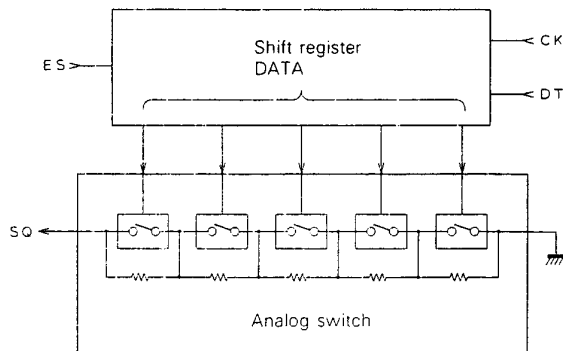 Shift register
DATA
ES
CK
DT
SQ
Analog switch